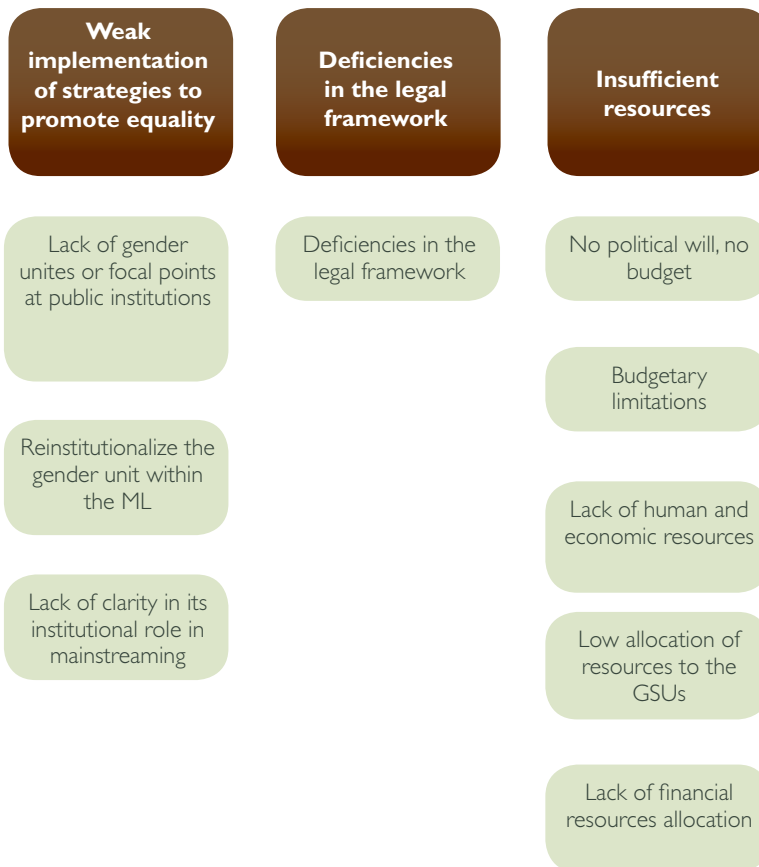 Weak
implementation
of strategies to
promote equality
Lack of gender
unites or focal points
at public institutions
Reinstitutionalize the
gender unit within
the ML
Lack of clarity in its
institutional role in
mainstreaming
Deficiencies
in the legal
framework
Deficiencies in the
legal framework
Insufficient
resources
No political will, no
budget
Budgetary
limitations
Lack of human and
economic resources
Low allocation of
resources to the
GSUs
Lack of financial
resources allocation